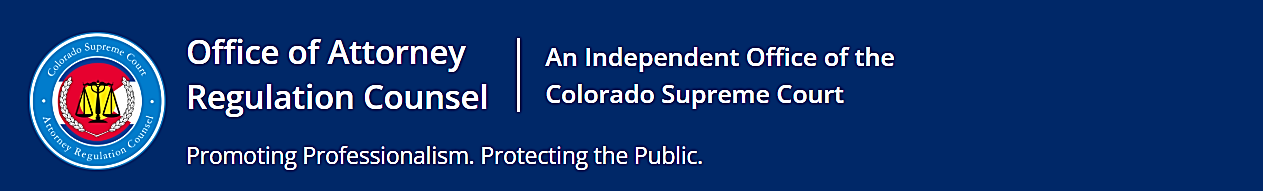 Colorado Supreme Court
Attorney Regulation Counsel
Office of Attorney
Regulation Counsel
An Independent Office of the
Colorado Supreme Court
Promoting Professionalism. Protecting the Public.